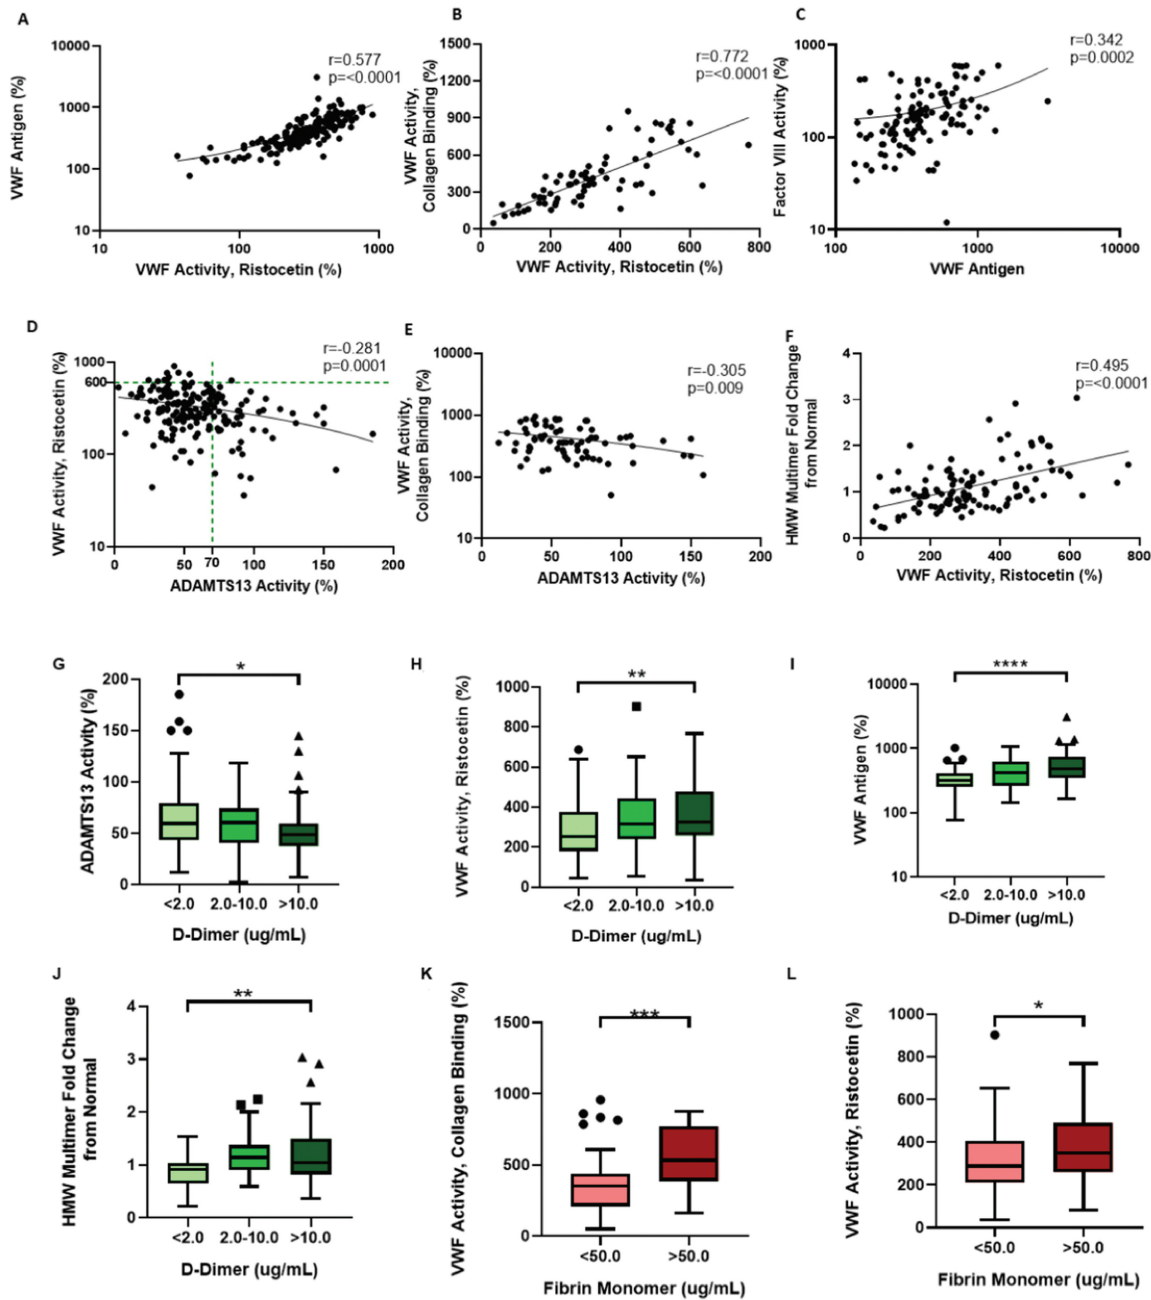 A
VWF Antigen (%)
10000
1000
100
10
10
100
1000
r=0.577
p=<0.0001
VWF Activity, Ristocetin (%)
B
VWF Activity,
Collagen Binding (%)
1500
1200
900
600
300
0
0
200
400
600
800
r=0.772
p=<0.0001
VWF Activity, Ristocetin (%)
C
Factor VIII Activity (%)
1000
100
10
100
1000
10000
r=0.342
p=0.0002
VWF Antigen
D
VWF Activity, Ristocetin (%)
1000
600
100
10
0
50
70
100
150
200
r=-0.281
p=0.0001
ADAMTS13 Activity (%)
E
VWF Activity,
Collagen Binding (%)
10000
1000
100
10
0
50
100
150
200
r=-0.305
p=0.009
ADAMTS13 Activity (%)
F
HMW Multimer Fold Change
from Normal
4
3
2
1
0
0
200
400
600
800
r=0.495
p=<0.0001
VWF Activity, Ristocetin (%)
G
ADAMTS13 Activity (%)
200
150
100
50
0
*
<2.0
2.0-10.0
>10.0
D-Dimer (ug/mL)
H
VWF Activity, Ristocetin (%)
1000
800
600
400
200
0
**
<2.0
2.0-10.0
>10.0
D-Dimer (ug/mL)
I
VWF Antigen (%)
10000
1000
100
10
****
<2.0
2.0-10.0
>10.0
D-Dimer (ug/mL)
J
HMW Multimer Fold Change
from Normal
4
3
2
1
0
**
<2.0
2.0-10.0
>10.0
D-Dimer (ug/mL)
K
VWF Activity, Collagen Binding (%)
1500
1000
500
0
***
<50.0
>50.0
Fibrin Monomer (ug/mL)
L
VWF Activity, Ristocetin (%)
1000
800
600
400
200
0
*
<50.0
>50.0
Fibrin Monomer (ug/mL)